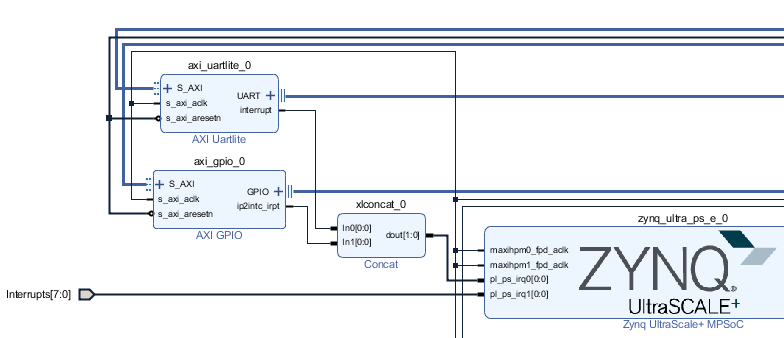 axi_uartlite_0
S_AXI
s_axi_aclk
s_axi_aresetn
UART
interrupt
AXI Uartlite
axi_gpio_0
S_AXI
s_axi_aclk
s_axi_aresetn
GPIO
ip2intc_irpt
AXI GPIO
xlconcat_0
In0[0:0]
In1[0:0]
dout[1:0]
Concat
zynq_ultra_ps_e_0
maxihpm0_fpd_aclk
maxihpm1_fpd_aclk
pl_ps_irq0[0:0]
pl_ps_irq1[0:0]
ZYNQ®
UltraSCALE+
Zynq UltraScale+ MPSoC
Interrupts[7:0]